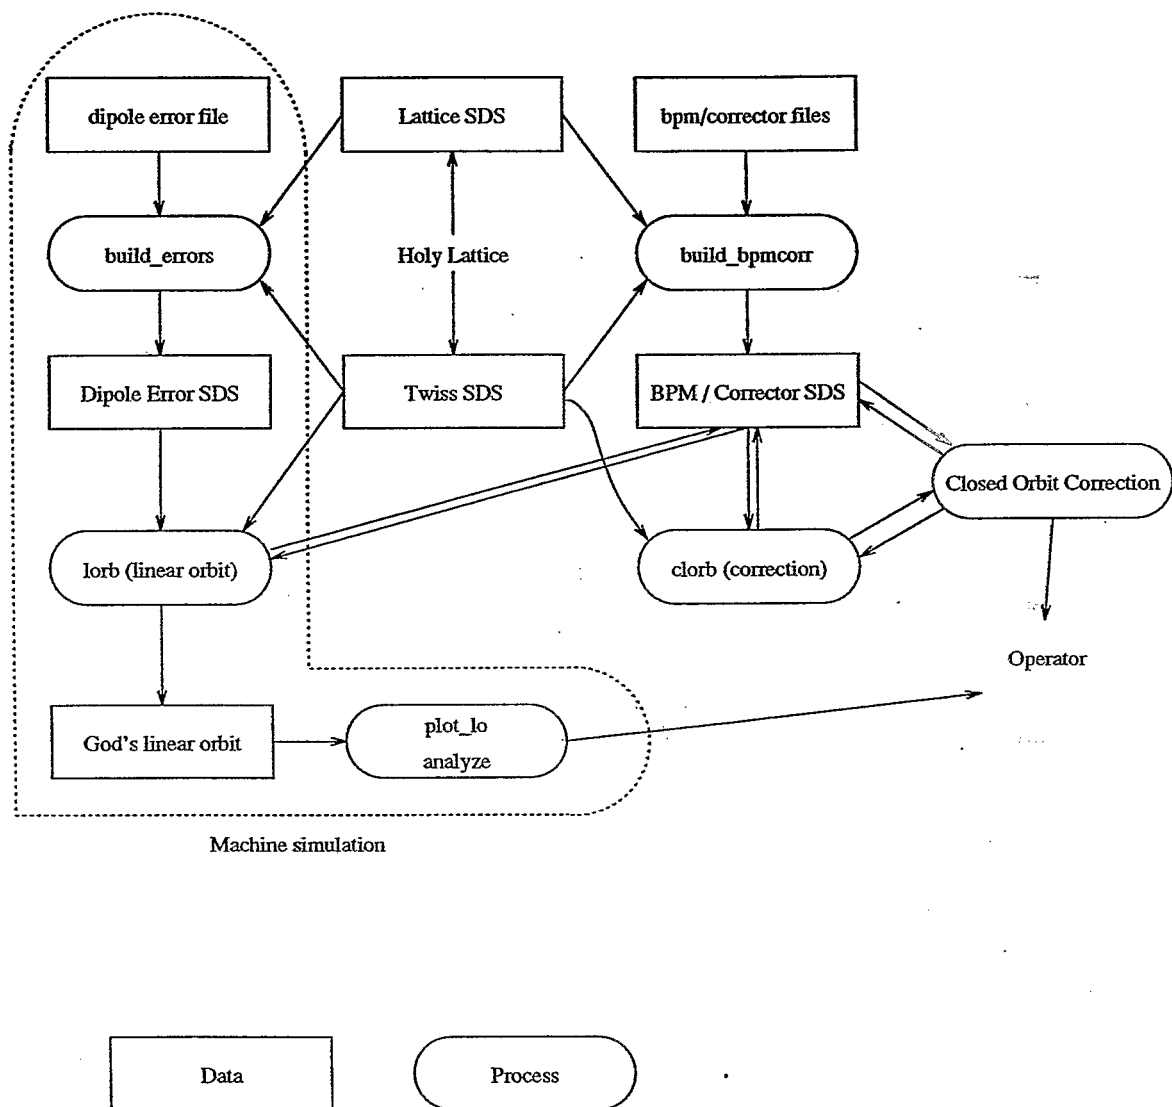 dipole error file
Lattice SDS
bpm/corrector files
build_errors
Holy Lattice
build_bpmcorr
Dipole Error SDS
Twiss SDS
BPM / Corrector SDS
Closed Orbit Correction
lorb (linear orbit)
clorb (correction)
Operator
God's linear orbit
plot_lo
analyze
Machine simulation
Data
Process